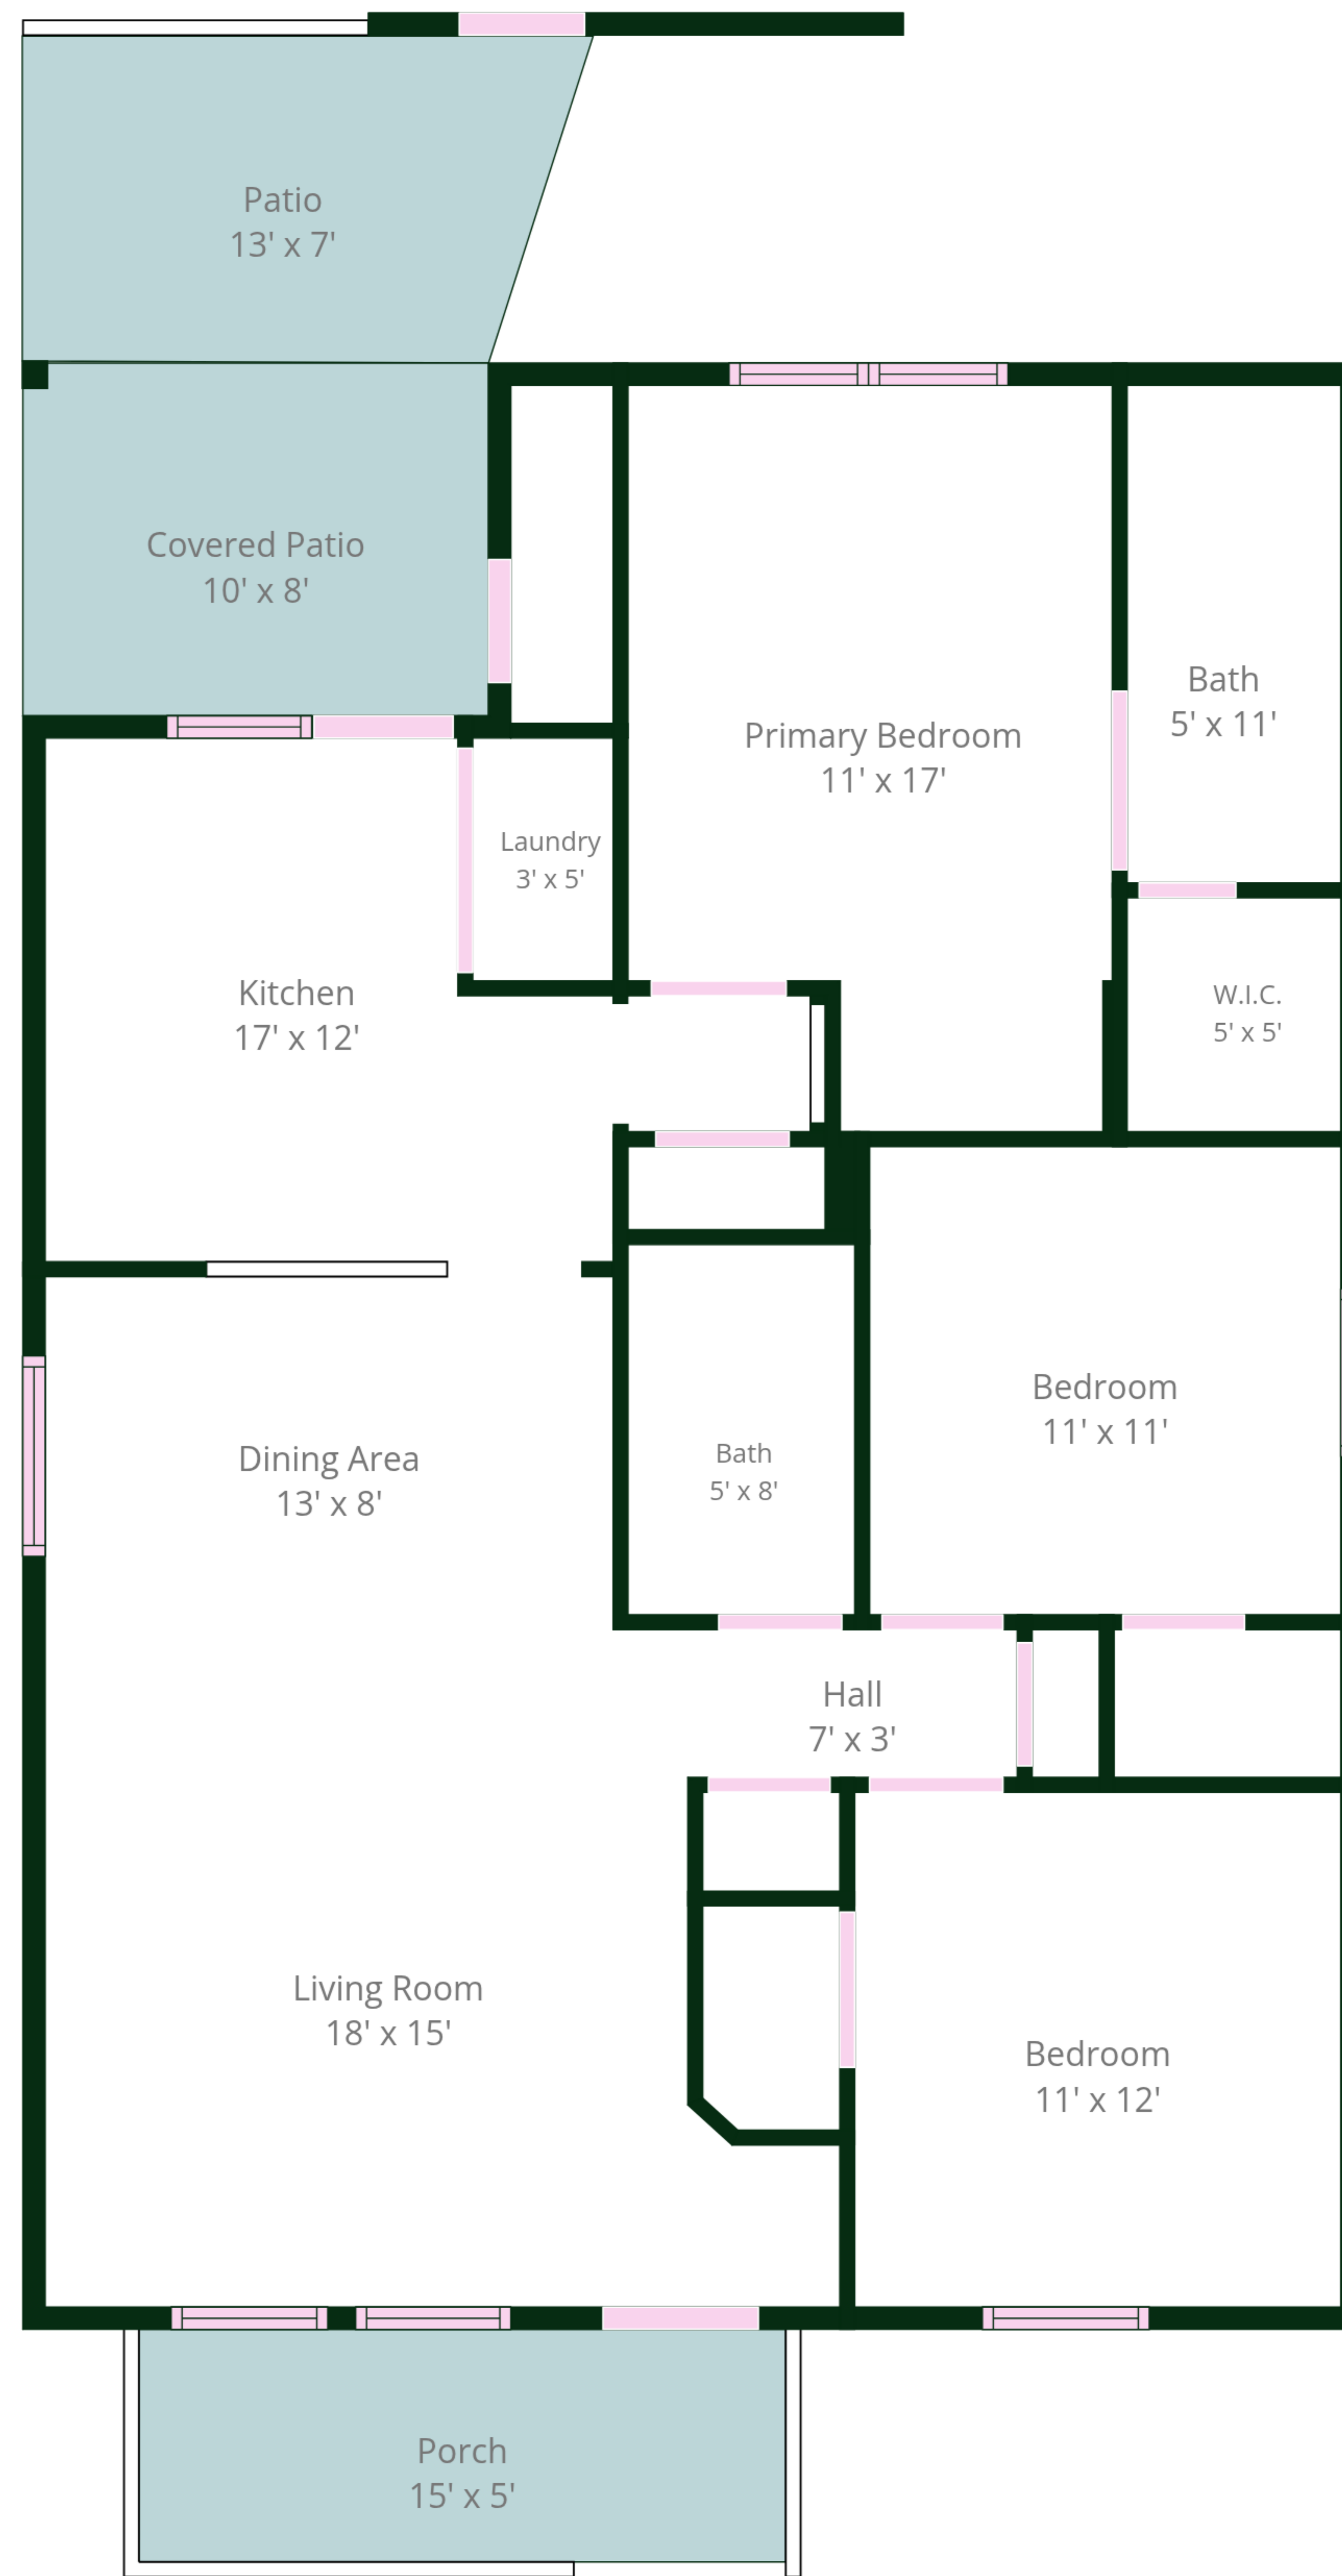 Patio
13' x 7'
Covered Patio
10' x 8'
Bath
5' x 11'
Primary Bedroom
11' x 17'
Laundry
3' x 5'
Kitchen
17' x 12'
W.I.C.
5' x 5'
Bedroom
11' x 11'
Dining Area
13' x 8'
Bath
5' x 8'
Hall
7' x 3'
Living Room
18' x 15'
Bedroom
11' x 12'
Porch
15' x 5'